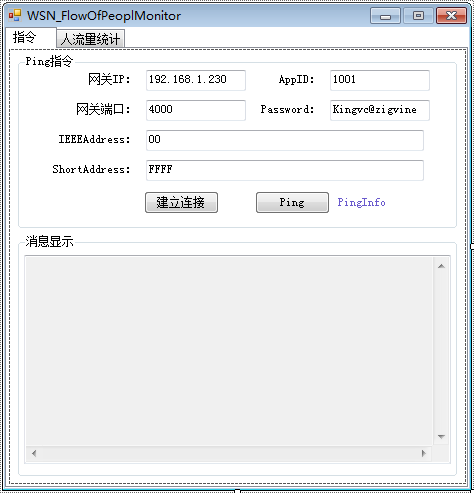 WSN_FlowOfPeoplMonitor
指令 人流量统计
Ping指令
网关IP: 192.168.1.230 AppID: 1001
网关端口: 4000 Password: Kingvc@zigvine
IEEEAddress: 00
ShortAddress: FFFF
建立连接 Ping PingInfo
消息显示